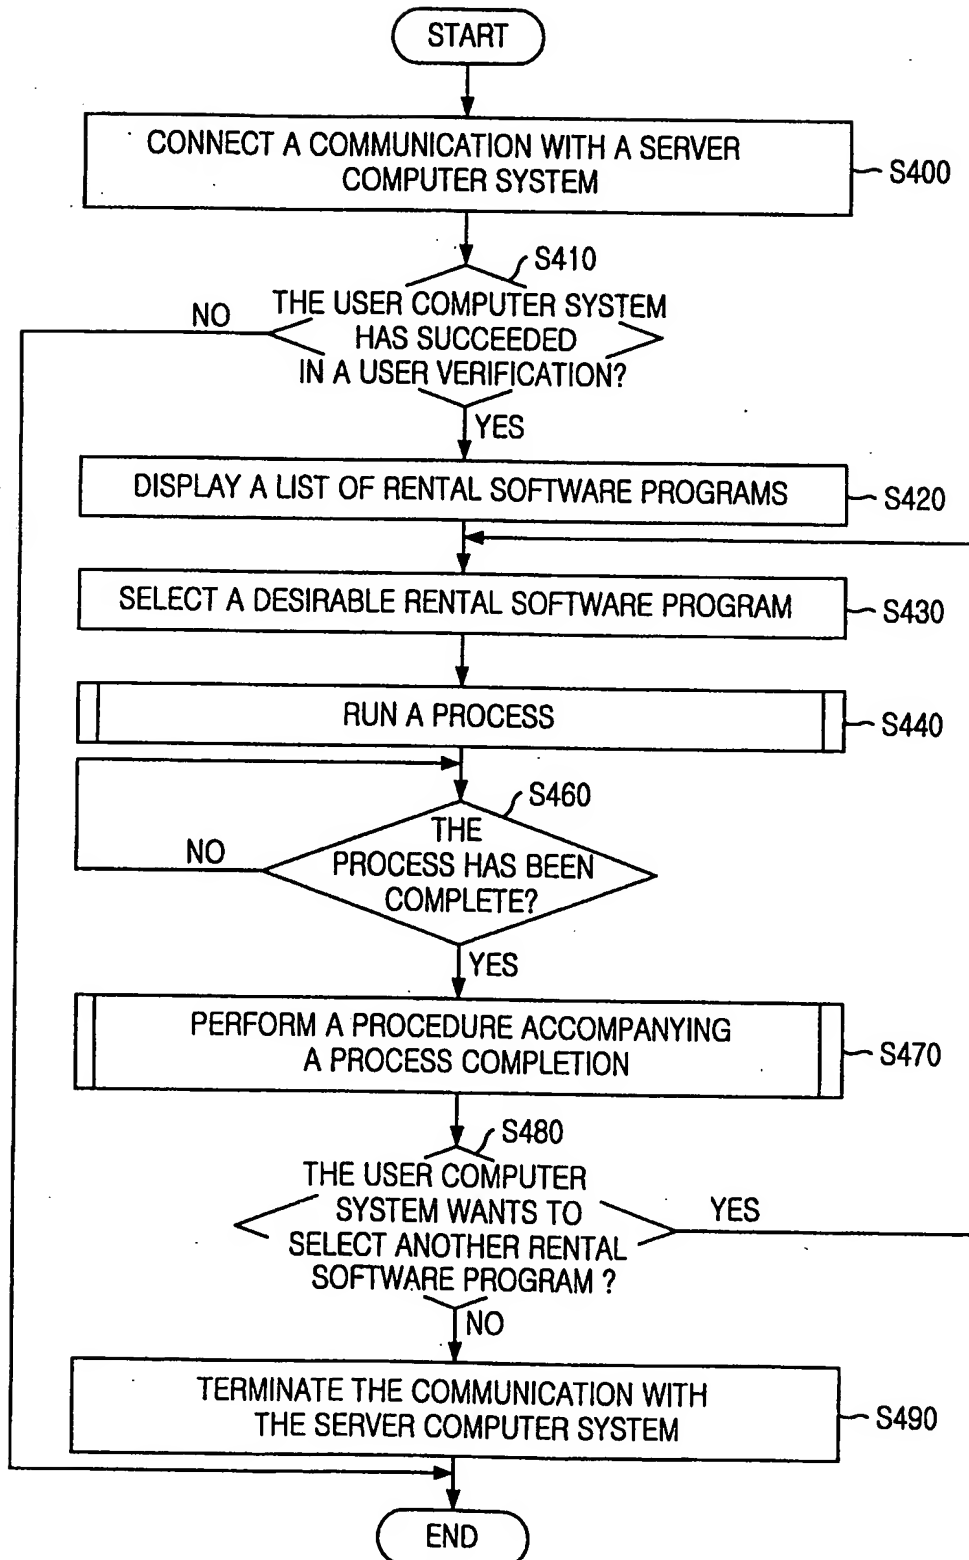 START
CONNECT A COMMUNICATION WITH A SERVER
COMPUTER SYSTEM
S400
S410
THE USER COMPUTER SYSTEM
HAS SUCCEEDED
IN A USER VERIFICATION?
NO
YES
DISPLAY A LIST OF RENTAL SOFTWARE PROGRAMS
S420
SELECT A DESIRABLE RENTAL SOFTWARE PROGRAM
S430
RUN A PROCESS
S440
S460
THE
PROCESS HAS BEEN
COMPLETE?
NO
YES
PERFORM A PROCEDURE ACCOMPANYING
A PROCESS COMPLETION
S470
S480
THE USER COMPUTER
SYSTEM WANTS TO
SELECT ANOTHER RENTAL
SOFTWARE PROGRAM ?
YES
NO
TERMINATE THE COMMUNICATION WITH
THE SERVER COMPUTER SYSTEM
S490
END